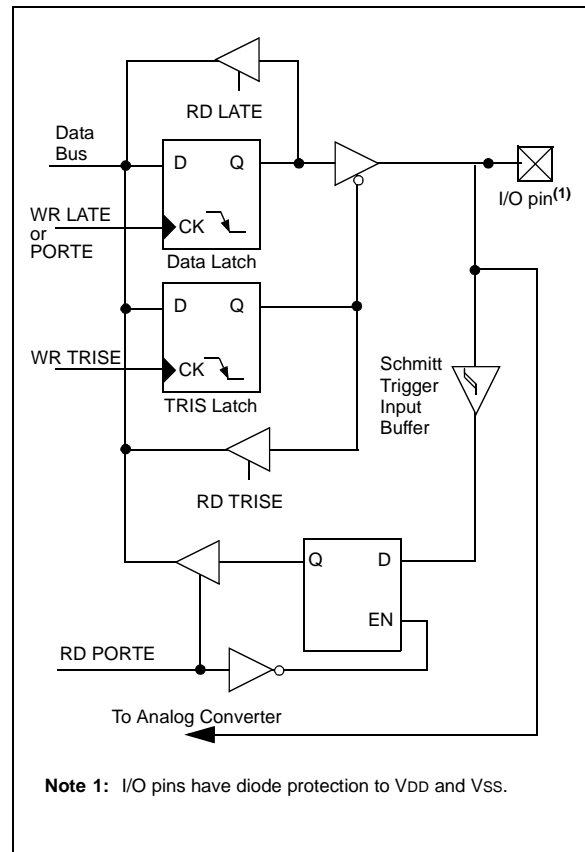 RD LATE
Data
Bus
D Q
I/O pin(1)
WR LATE
or
PORTE
CK
Data Latch
D Q
WR TRISE
CK
TRIS Latch
Schmitt
Trigger
Input
Buffer
RD TRISE
Q D
EN
RD PORTE
To Analog Converter
Note 1: I/O pins have diode protection to VDD and VSS.